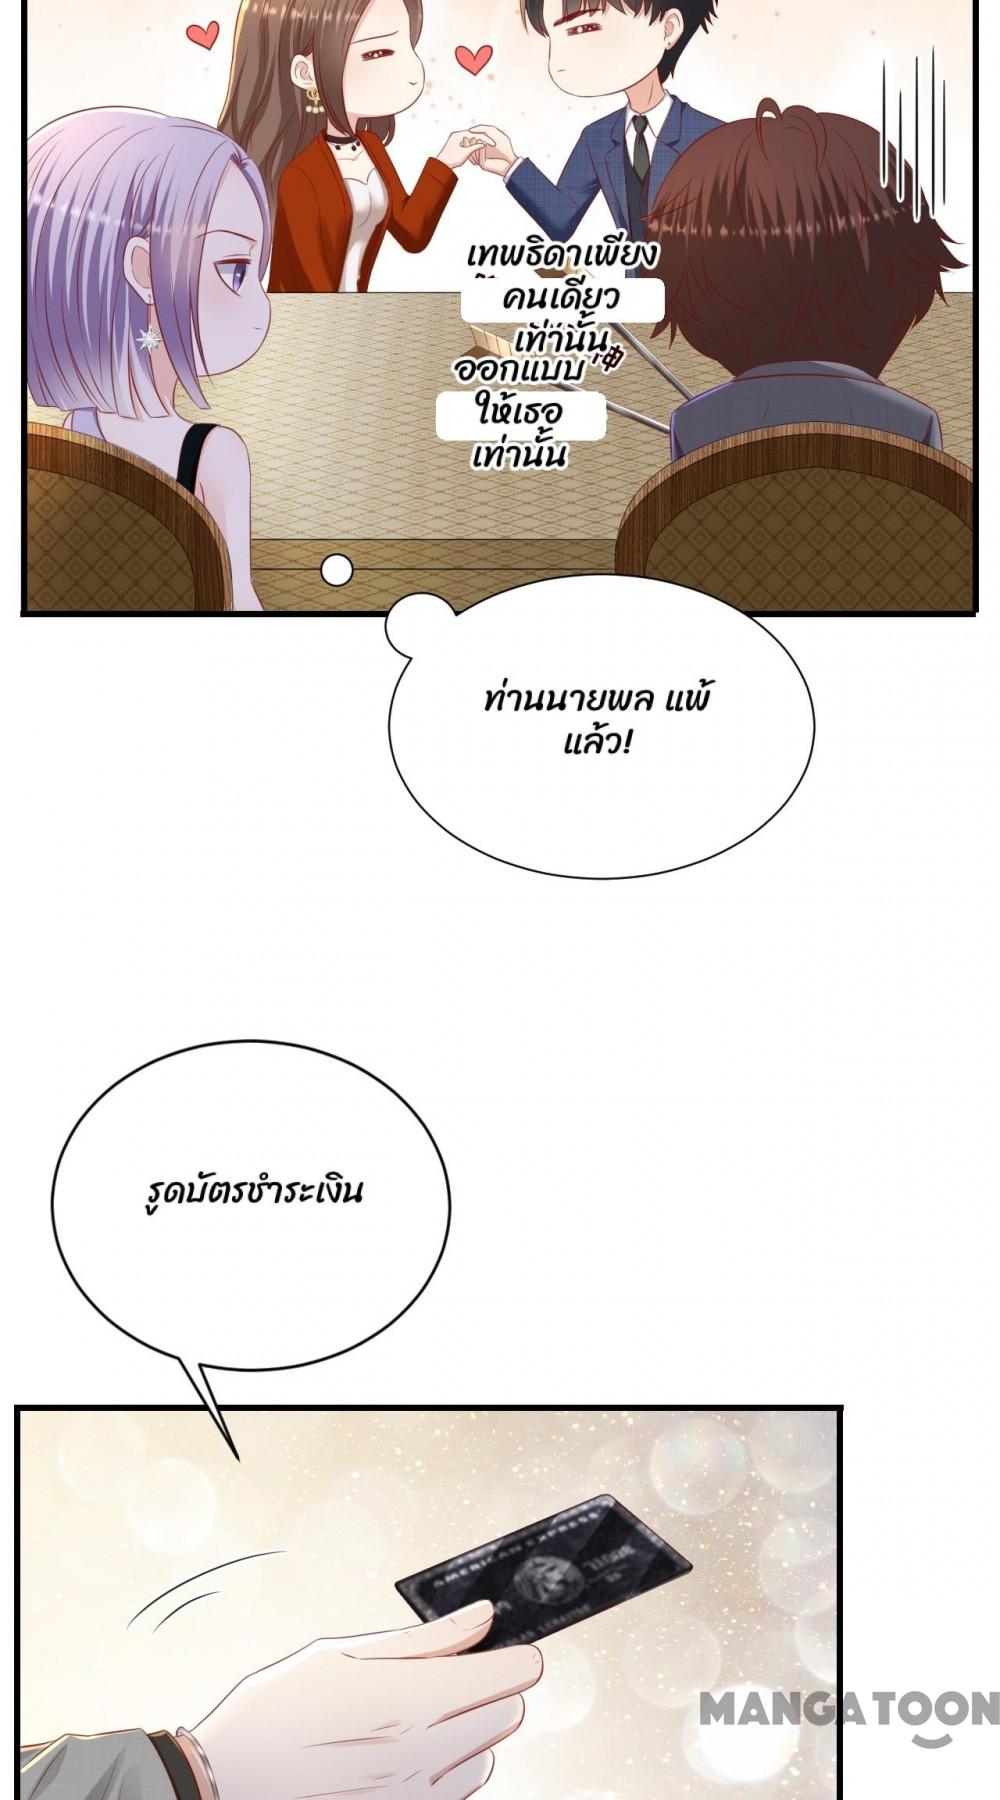 เทพธิดาเพียง
คนเดียว
เท่านั้น
ออกแบบ
ให้เธอ
เท่านั้น
ท่านนายพล แพ้
แล้ว!
รูดบัตรชำระเงิน
AMERICAN EXPRESS
MANGATOON